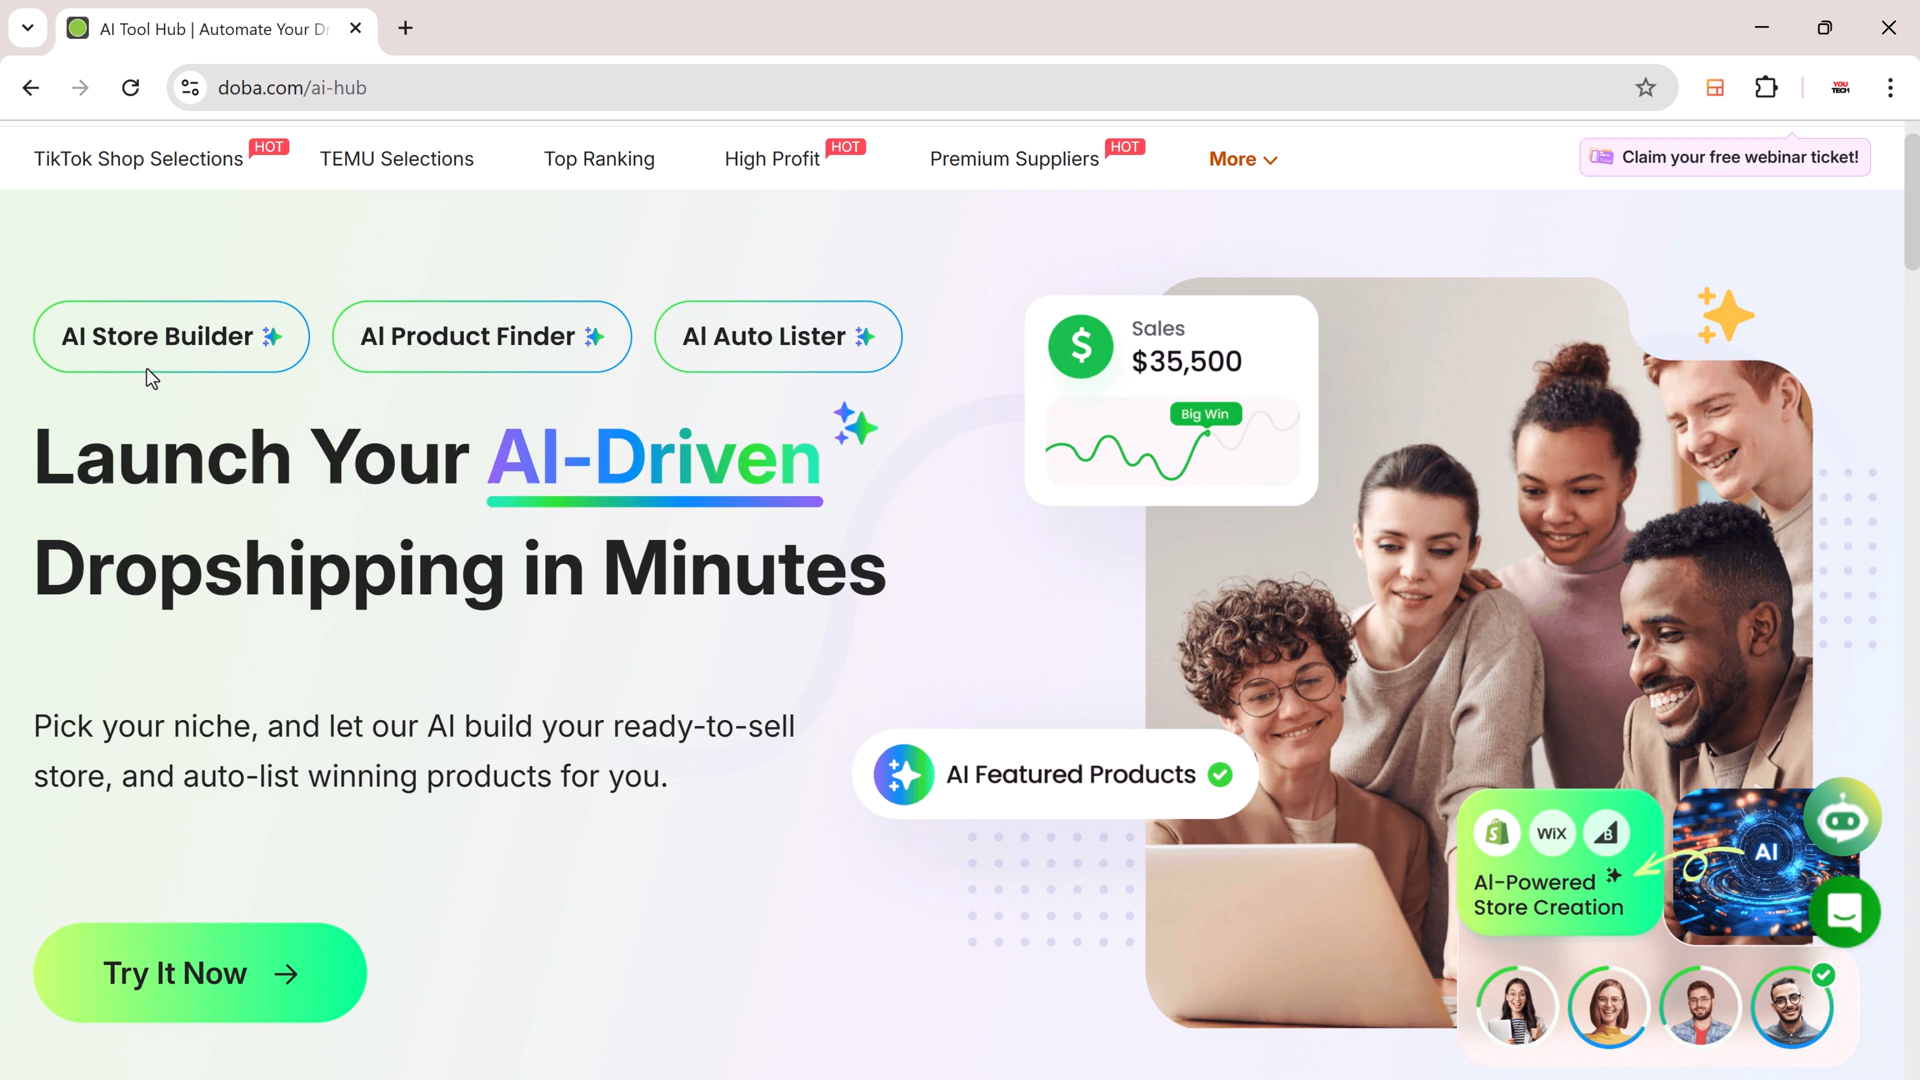 AI Tool Hub | Automate Your Dr
doba.com/ai-hub
YOU
TECH
TikTok Shop Selections HOT TEMU Selections Top Ranking High Profit HOT Premium Suppliers HOT More Claim your free webinar ticket!
AI Store Builder AI Product Finder AI Auto Lister
Launch Your AI-Driven
Dropshipping in Minutes
Pick your niche, and let our AI build your ready-to-sell
store, and auto-list winning products for you.
Try It Now →
$ Sales
$35,500
Big Win
AI Featured Products
S WiX B
AI-Powered
Store Creation
AI